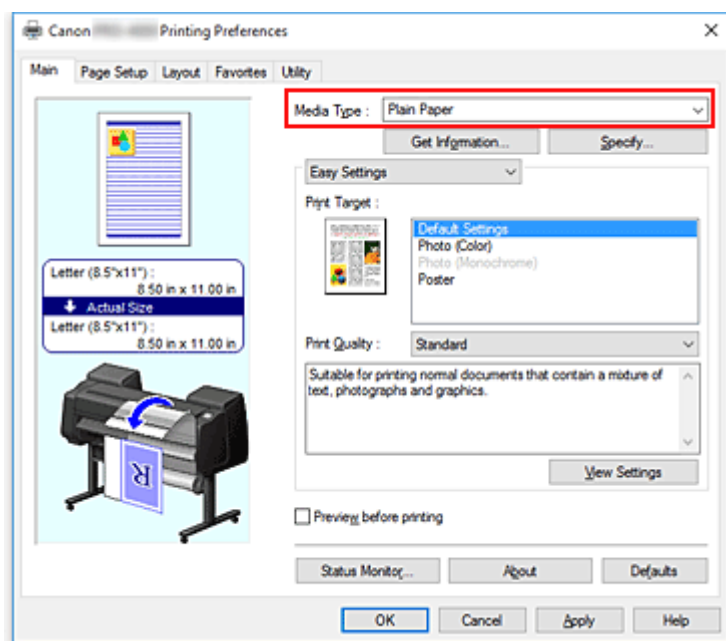 Canon Printing Preferences
Main Page Setup Layout Favorites Utility
Media Type : Plain Paper
Get Information... Specify...
Easy Settings
Print Target :
Default Settings
Photo (Color)
Photo (Monochrome)
Poster
Letter (8.5"x11") :
8.50 in x 11.00 in
Actual Size
Letter (8.5"x11") :
8.50 in x 11.00 in
Print Quality : Standard
Suitable for printing normal documents that contain a mixture of
text, photographs and graphics.
R
View Settings
Preview before printing
Status Monitor... About Defaults
OK Cancel Apply Help